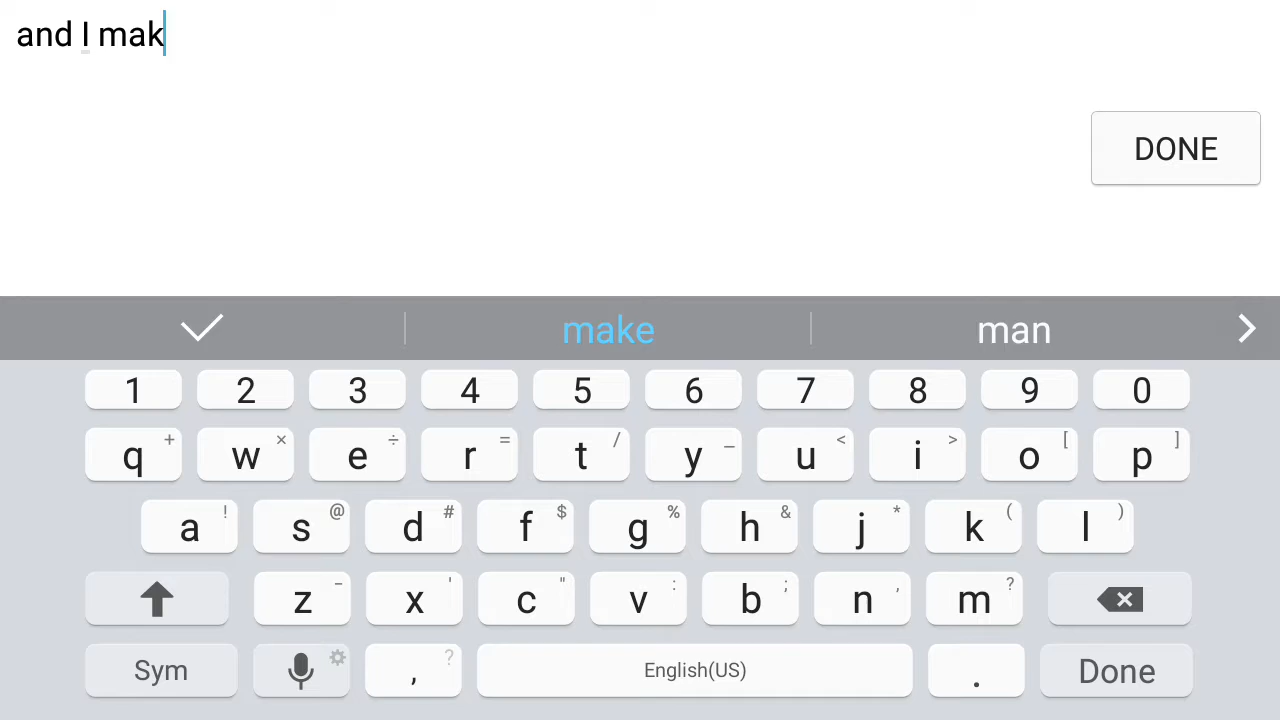 and I mak
DONE
make man
1 2 3 4 5 6 7 8 9 0
q + w × e ÷ r = t / y _ u < i > o [ p ]
a ! s @ d # f $ g % h & j * k ( l )
z - x ' c " v : b ; n , m ?
Sym , ? English(US) . Done